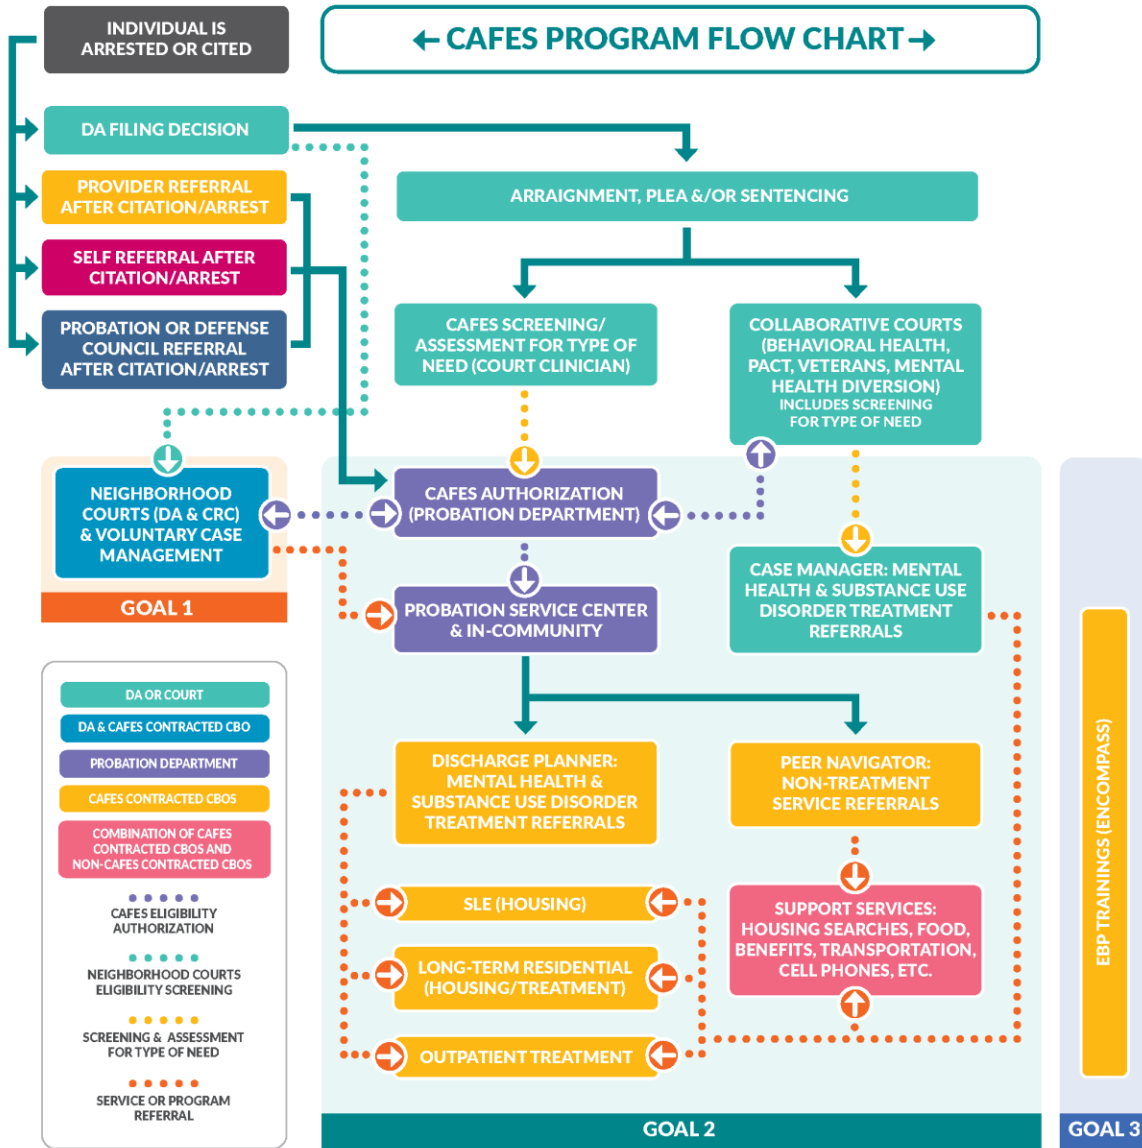 INDIVIDUAL IS
ARRESTED OR CITED
← CAFES PROGRAM FLOW CHART →
DA FILING DECISION
PROVIDER REFERRAL
AFTER CITATION/ARREST
SELF REFERRAL AFTER
CITATION/ARREST
PROBATION OR DEFENSE
COUNCIL REFERRAL
AFTER CITATION/ARREST
ARRAIGNMENT, PLEA &/OR SENTENCING
CAFES SCREENING/
ASSESSMENT FOR TYPE OF
NEED (COURT CLINICIAN)
COLLABORATIVE COURTS
(BEHAVIORAL HEALTH,
PACT, VETERANS, MENTAL
HEALTH DIVERSION)
INCLUDES SCREENING
FOR TYPE OF NEED
NEIGHBORHOOD
COURTS (DA & CRC)
& VOLUNTARY CASE
MANAGEMENT
GOAL 1
CAFES AUTHORIZATION
(PROBATION DEPARTMENT)
PROBATION SERVICE CENTER
& IN-COMMUNITY
CASE MANAGER: MENTAL
HEALTH & SUBSTANCE USE
DISORDER TREATMENT
REFERRALS
DISCHARGE PLANNER:
MENTAL HEALTH &
SUBSTANCE USE DISORDER
TREATMENT REFERRALS
PEER NAVIGATOR:
NON-TREATMENT
SERVICE REFERRALS
SLE (HOUSING)
LONG-TERM RESIDENTIAL
(HOUSING/TREATMENT)
OUTPATIENT TREATMENT
SUPPORT SERVICES:
HOUSING SEARCHES, FOOD,
BENEFITS, TRANSPORTATION,
CELL PHONES, ETC.
GOAL 2
EBP TRAININGS (ENCOMPASS)
GOAL 3
DA OR COURT
DA & CAFES CONTRACTED CBO
PROBATION DEPARTMENT
CAFES CONTRACTED CBOS
COMBINATION OF CAFES
CONTRACTED CBOS AND
NON-CAFES CONTRACTED CBOS
CAFES ELIGIBILITY
AUTHORIZATION
NEIGHBORHOOD COURTS
ELIGIBILITY SCREENING
SCREENING & ASSESSMENT
FOR TYPE OF NEED
SERVICE OR PROGRAM
REFERRAL